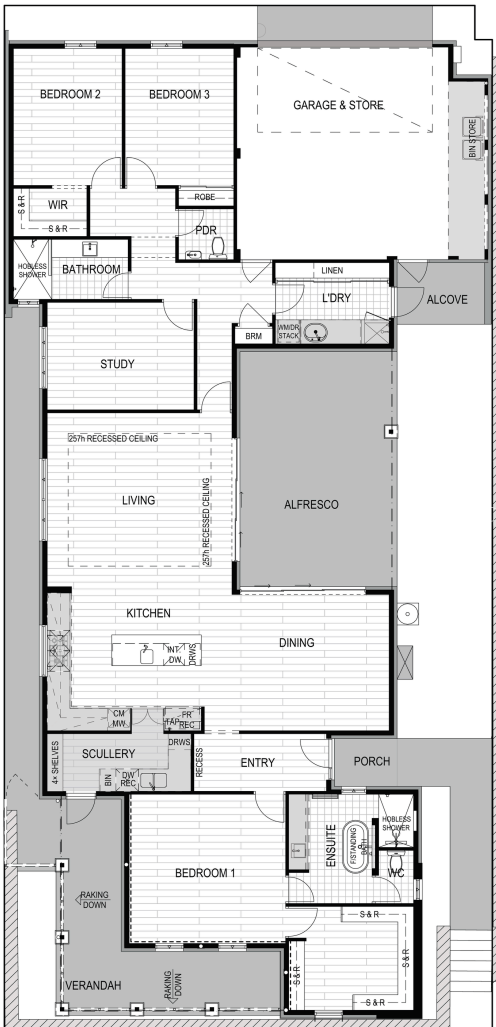 BEDROOM 2
BEDROOM 3
GARAGE & STORE
BIN STORE
S & R
WIR
S & R
ROBE
PDR
HOBLESS
SHOWER
BATHROOM
LINEN
L'DRY
ALCOVE
WM/DR
STACK
BRM
STUDY
257h RECESSED CEILING
257h RECESSED CEILING
LIVING
ALFRESCO
KITCHEN
INT
DW
DRWS
DINING
CM
MW
TAP
FR
REC
4x SHELVES
SCULLERY
DRWS
BIN
DW
REC
RECESS
ENTRY
PORCH
ENSUITE
F/STANDING
BATH
HOBLESS
SHOWER
WC
BEDROOM 1
RAKING
DOWN
S & R
S & R
S & R
S & R
VERANDAH
RAKING
DOWN